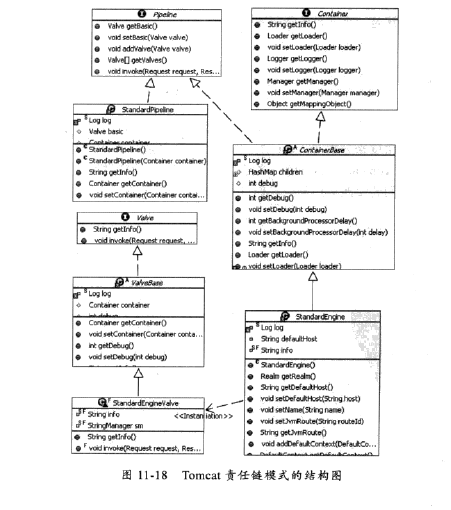 Pipeline
Valve getBasic()
void setBasic(Valve valve)
void addValve(Valve valve)
Valve[] getValves()
void invoke(Request request, Res...
Container
String getInfo()
Loader getLoader()
void setLoader(Loader loader)
Logger getLogger()
void setLogger(Logger logger)
Manager getManager()
void setManager(Manager manager)
Object getMappingObject()
StandardPipeline
Log log
Valve basic
Container container
StandardPipeline()
StandardPipeline(Container container)
String getInfo()
Container getContainer()
void setContainer(Container contai...
ContainerBase
Log log
HashMap children
int debug
int getDebug()
void setDebug(int debug)
int getBackgroundProcessorDelay()
void setBackgroundProcessorDelay(int delay)
String getInfo()
Loader getLoader()
void setLoader(Loader loader)
Valve
String getInfo()
void invoke(Request request, ...
ValveBase
Log log
Container container
int debug
Container getContainer()
void setContainer(Container conta...
int getDebug()
void setDebug(int debug)
StandardEngine
Log log
String defaultHost
String info
StandardEngine()
Realm getRealm()
String getDefaultHost()
void setDefaultHost(String host)
void setName(String name)
void setJvmRoute(String routeId)
String getJvmRoute()
void addDefaultContext(DefaultCo...
DefaultContext getDefaultContext()
StandardEngineValve
String info
StringManager sm
String getInfo()
void invoke(Request request, Res...
<<Instantiation>>
图 11-18 Tomcat 责任链模式的结构图